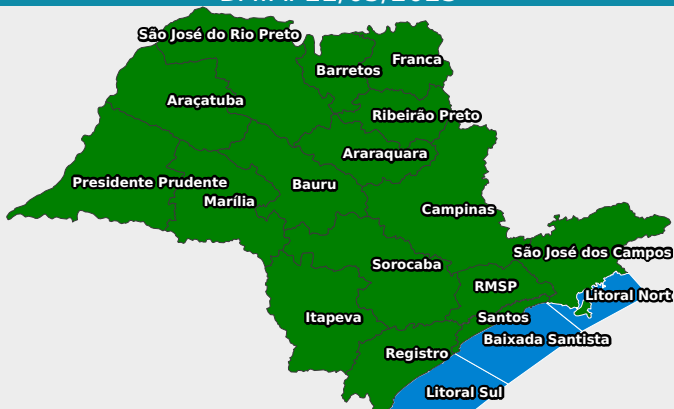 São José do Rio Preto
Franca
Barretos
Araçatuba
Ribeirão Preto
Araraquara
Presidente Prudente
Bauru
Marília
Campinas
São José dos Campos
Sorocaba
RMSP
Litoral Nort
Itapeva
Santos
Baixada Santista
Registro
Litoral Sul